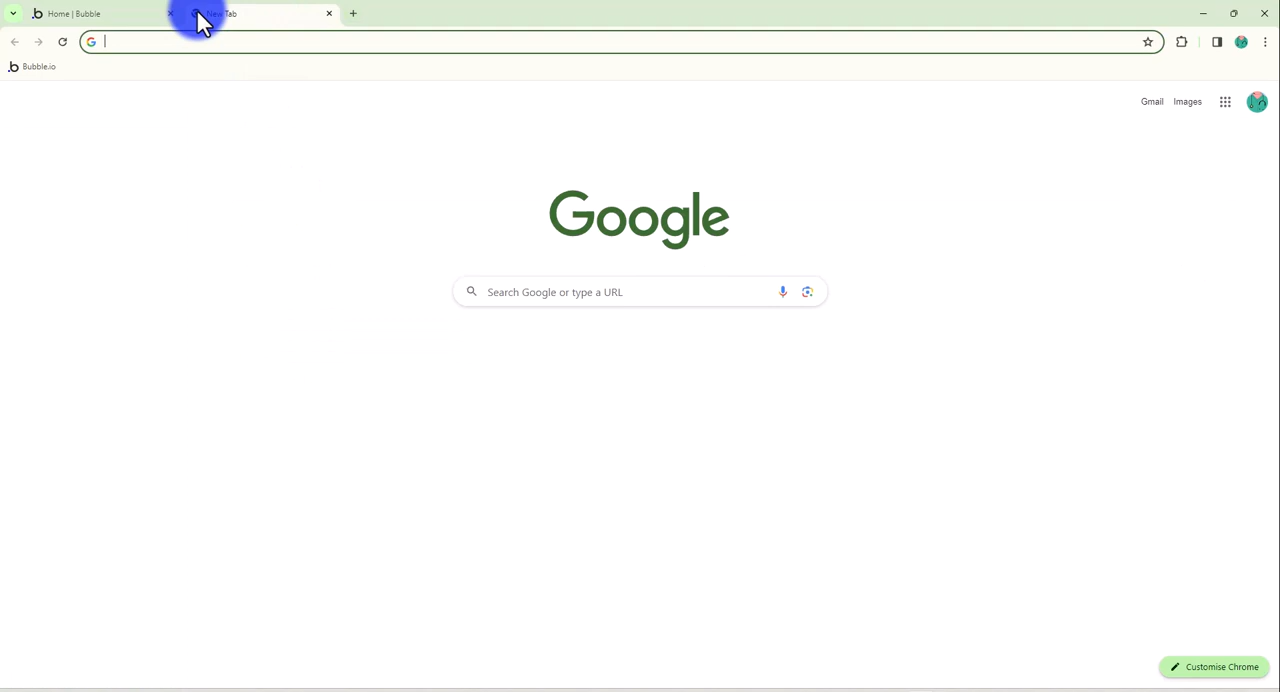 Home | Bubble
New Tab
Bubble.io
Gmail Images
Google
Search Google or type a URL
Customise Chrome